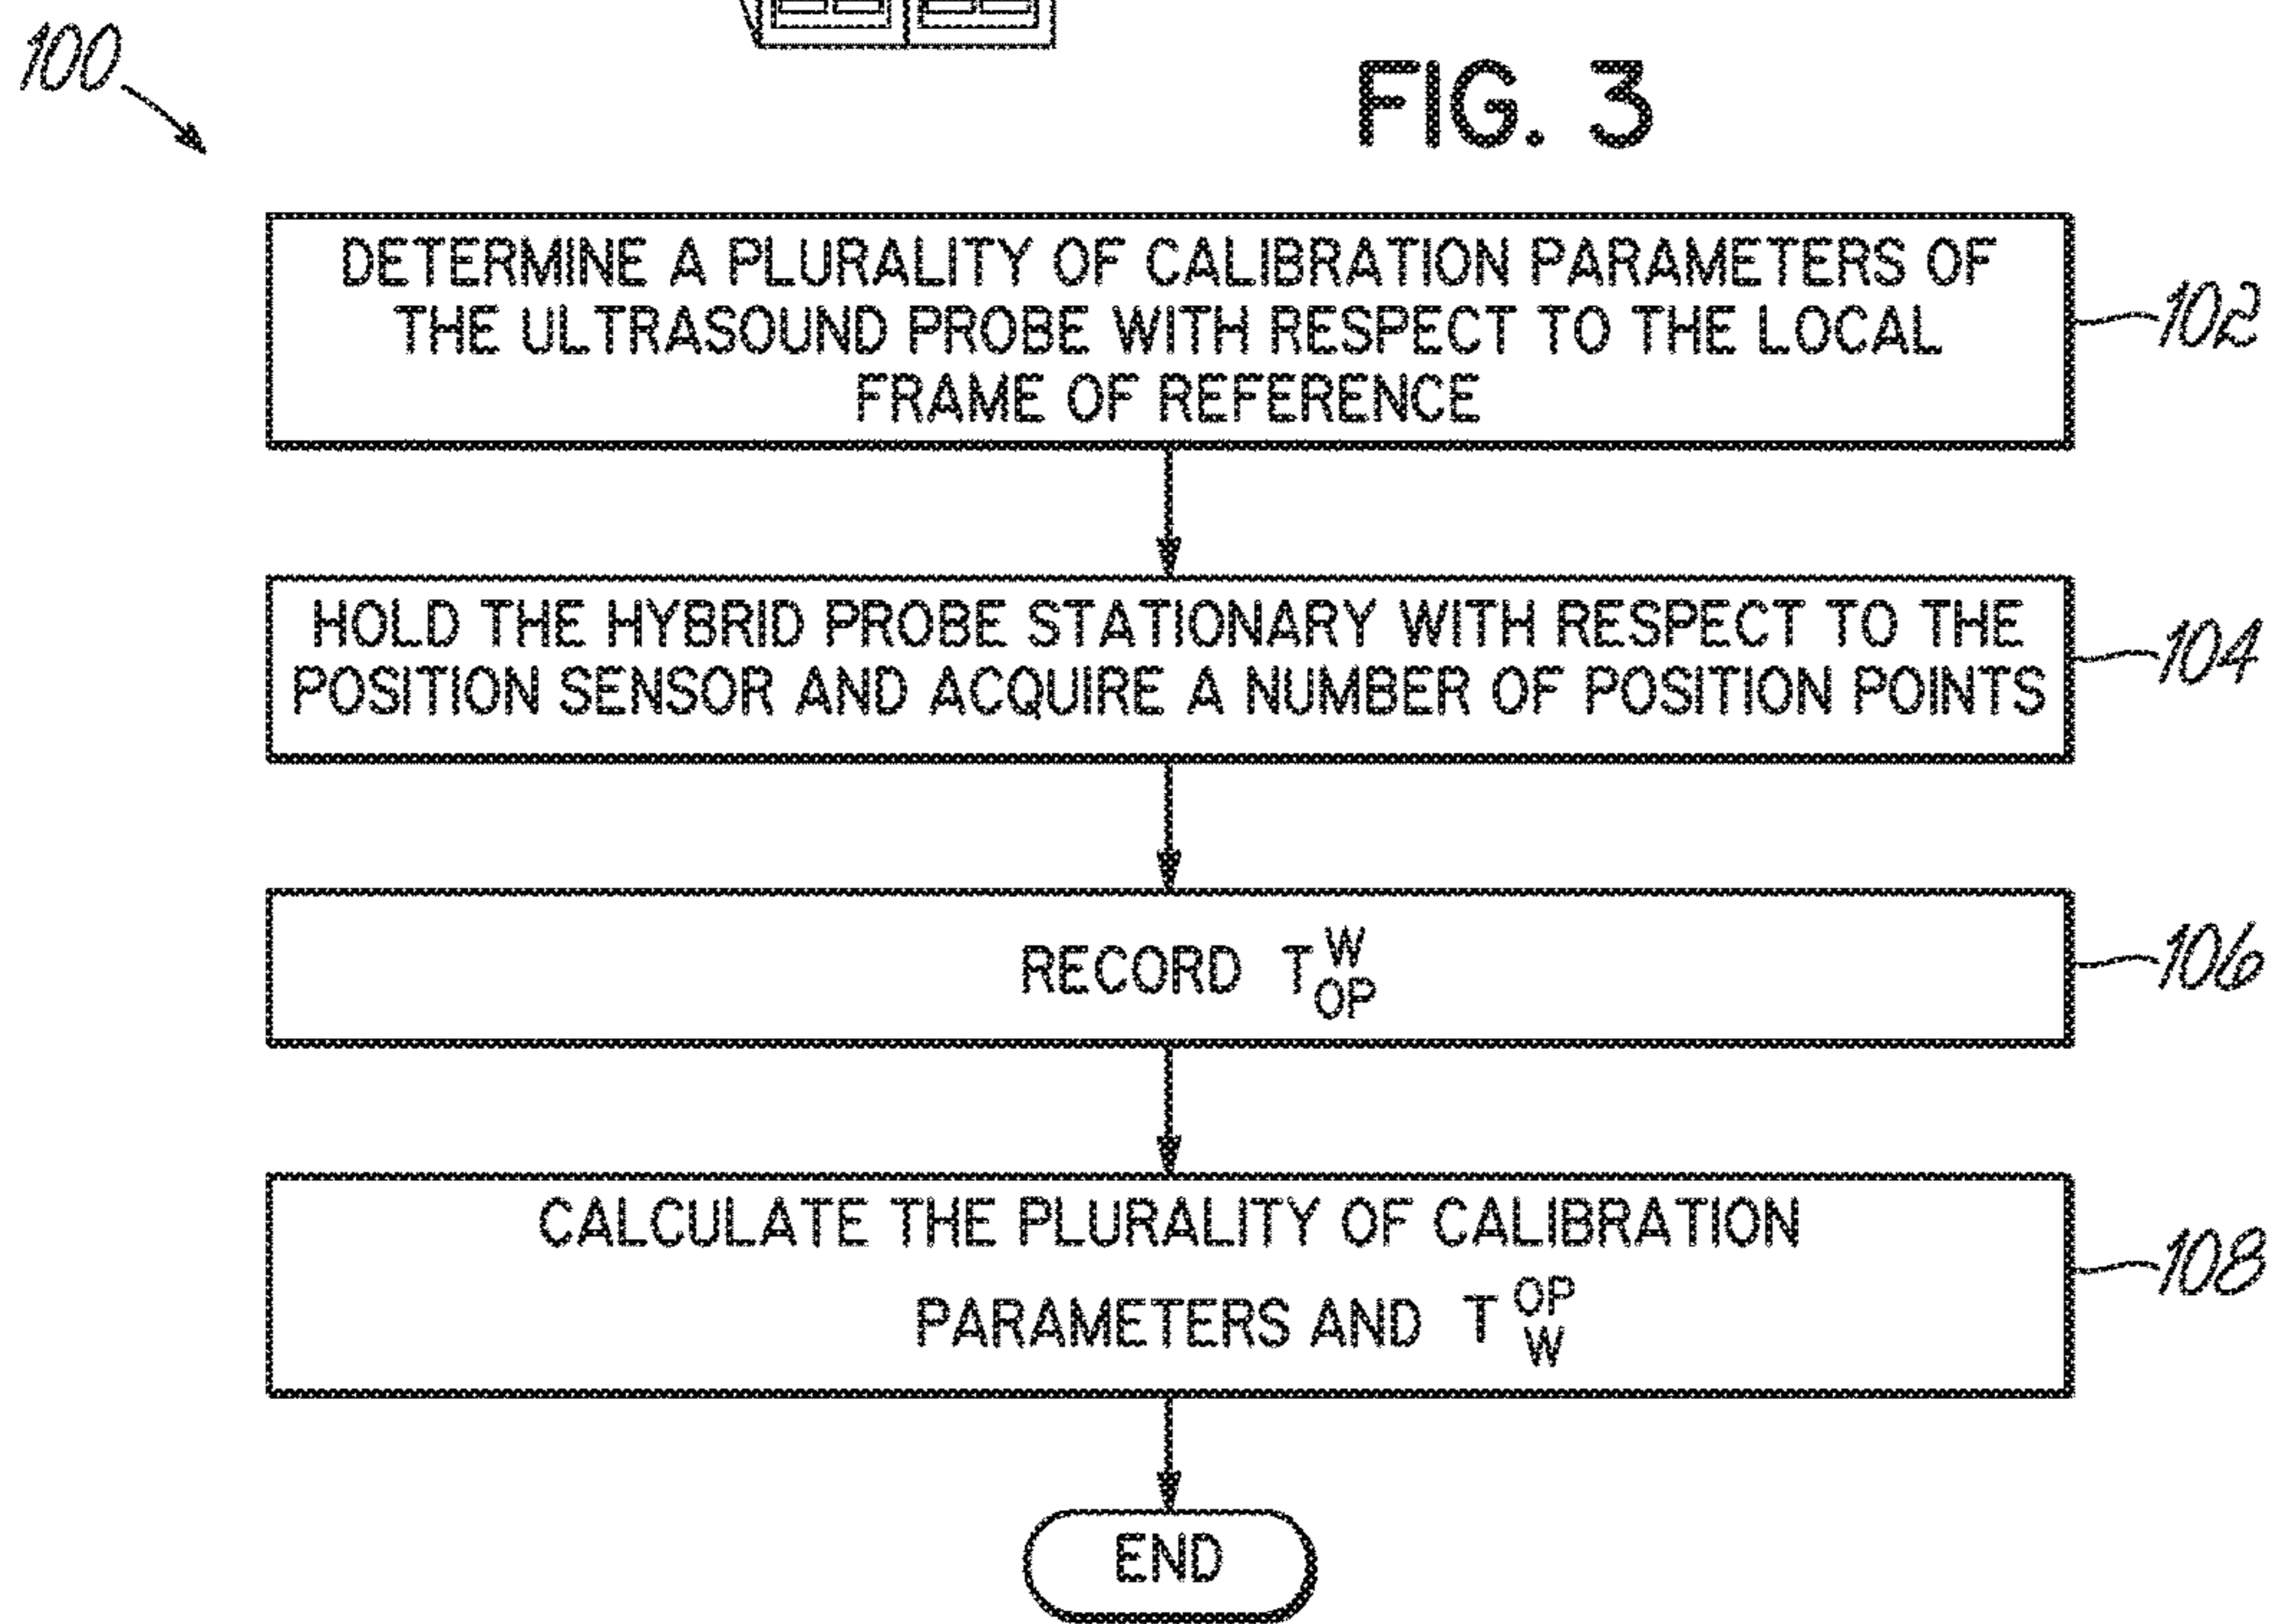 100
FIG. 3
DETERMINE A PLURALITY OF CALIBRATION PARAMETERS OF
THE ULTRASOUND PROBE WITH RESPECT TO THE LOCAL
FRAME OF REFERENCE
102
HOLD THE HYBRID PROBE STATIONARY WITH RESPECT TO THE
POSITION SENSOR AND ACQUIRE A NUMBER OF POSITION POINTS
104
RECORD T W OP
106
CALCULATE THE PLURALITY OF CALIBRATION
PARAMETERS AND T OP W
108
END